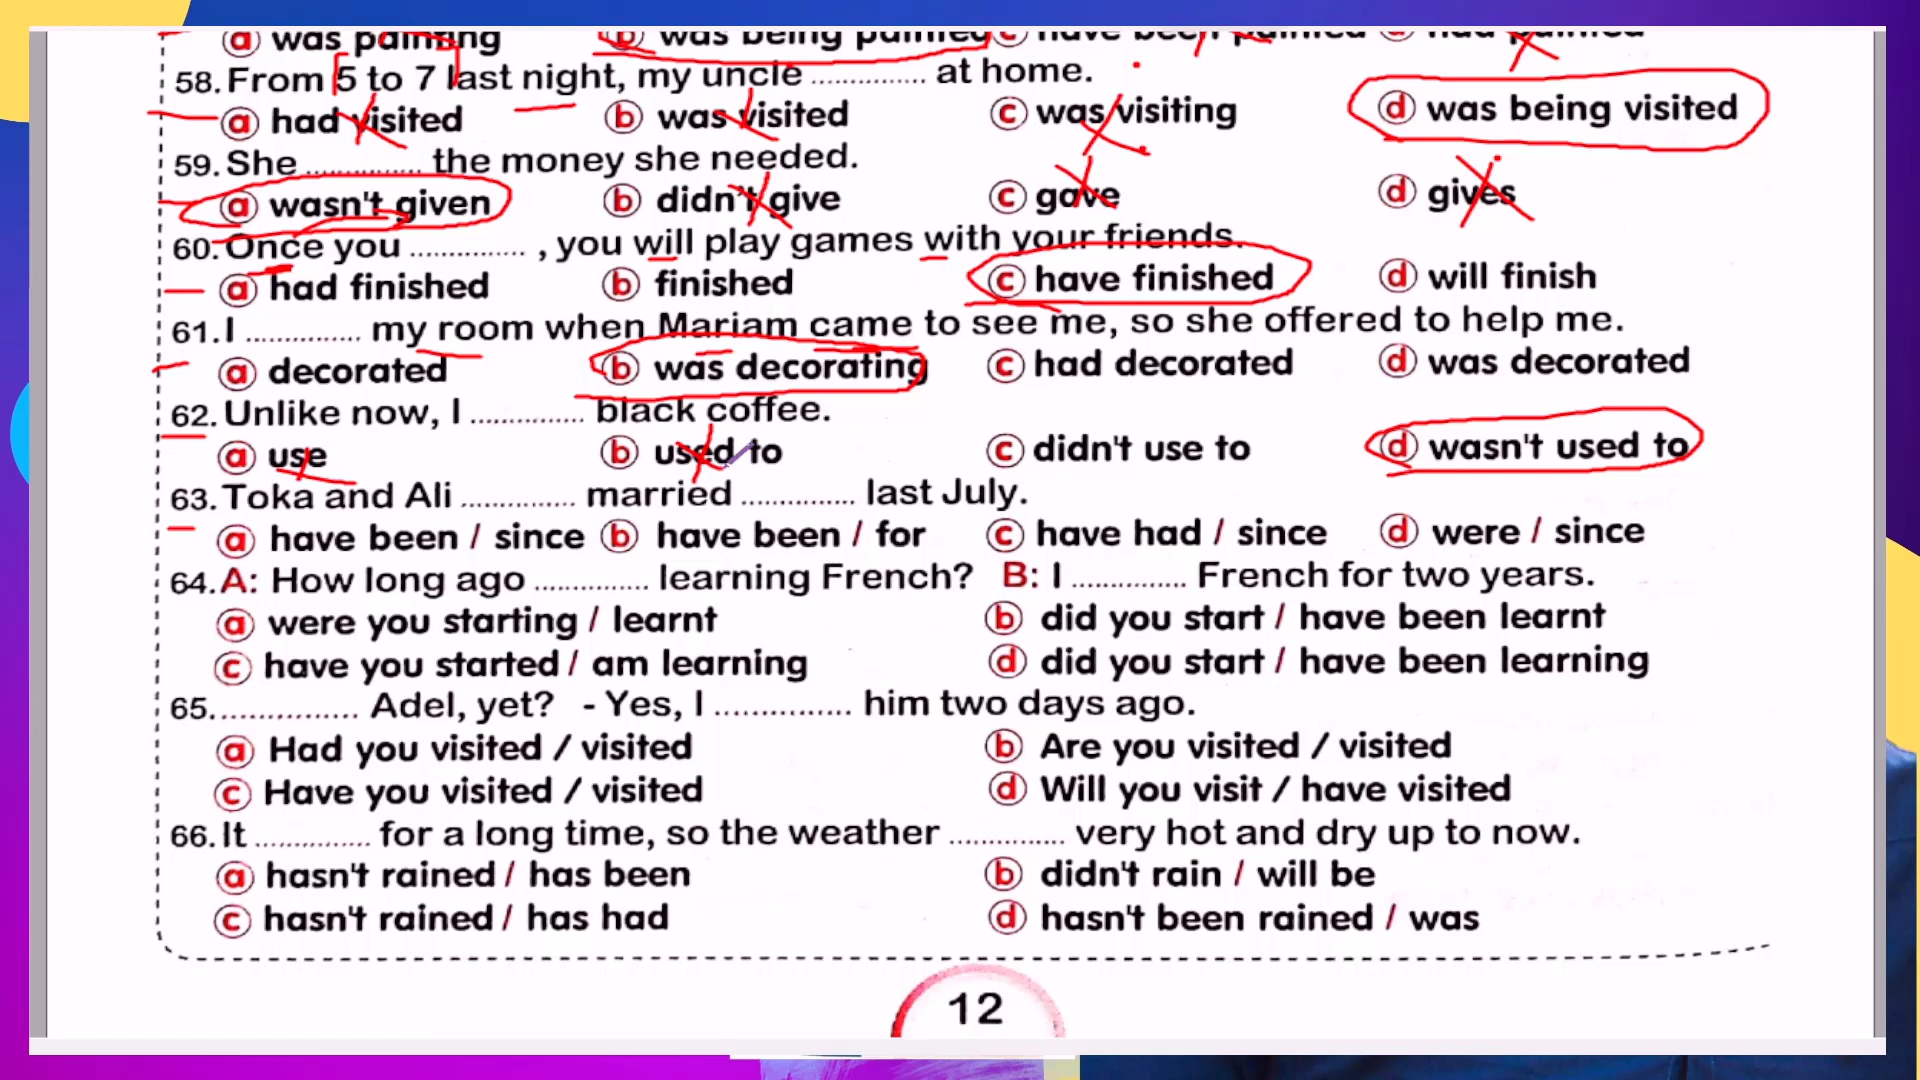 ⓐ was painting ⓑ was being painted ⓒ have been painted ⓓ had painted
58. From 5 to 7 last night, my uncle .............. at home.
ⓐ had visited ⓑ was visited ⓒ was visiting ⓓ was being visited
59. She .............. the money she needed.
ⓐ wasn't given ⓑ didn't give ⓒ gave ⓓ gives
60. Once you .............. , you will play games with your friends.
ⓐ had finished ⓑ finished ⓒ have finished ⓓ will finish
61. I .............. my room when Mariam came to see me, so she offered to help me.
ⓐ decorated ⓑ was decorating ⓒ had decorated ⓓ was decorated
62. Unlike now, I .............. black coffee.
ⓐ use ⓑ used to ⓒ didn't use to ⓓ wasn't used to
63. Toka and Ali .............. married .............. last July.
ⓐ have been / since ⓑ have been / for ⓒ have had / since ⓓ were / since
64. A: How long ago .............. learning French? B: I .............. French for two years.
ⓐ were you starting / learnt ⓑ did you start / have been learnt
ⓒ have you started / am learning ⓓ did you start / have been learning
65. ................ Adel, yet? - Yes, I ................ him two days ago.
ⓐ Had you visited / visited ⓑ Are you visited / visited
ⓒ Have you visited / visited ⓓ Will you visit / have visited
66. It .............. for a long time, so the weather .............. very hot and dry up to now.
ⓐ hasn't rained / has been ⓑ didn't rain / will be
ⓒ hasn't rained / has had ⓓ hasn't been rained / was
12